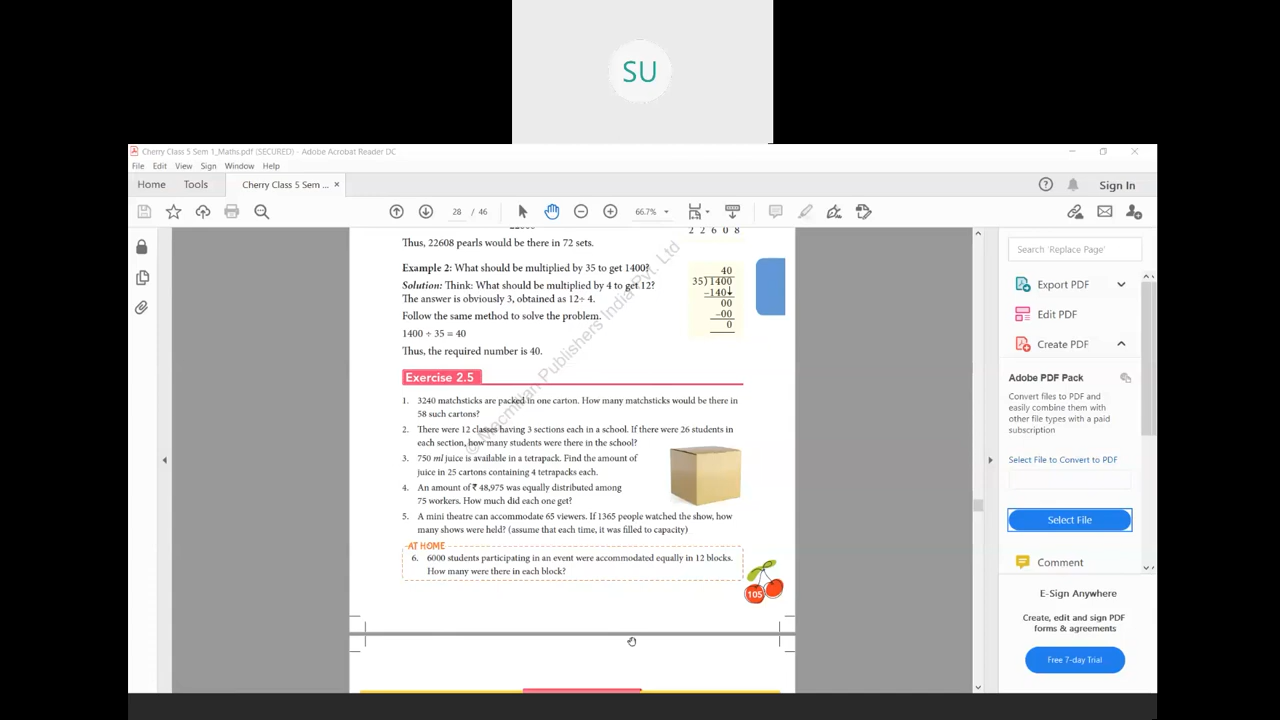 SU
Cherry Class 5 Sem 1_Maths.pdf (SECURED) - Adobe Acrobat Reader DC
File Edit View Sign Window Help
Home Tools Cherry Class 5 Sem ... × Sign In
28 / 46 66.7%
2 2 6 0 8
Thus, 22608 pearls would be there in 72 sets.
Example 2: What should be multiplied by 35 to get 1400?
Solution: Think: What should be multiplied by 4 to get 12?
The answer is obviously 3, obtained as 12÷ 4.
Follow the same method to solve the problem.
1400 ÷ 35 = 40
Thus, the required number is 40.
40
35)1400
–140↓
00
–00
0
© Macmillan Publishers India Pvt. Ltd
Exercise 2.5
1. 3240 matchsticks are packed in one carton. How many matchsticks would be there in
58 such cartons?
2. There were 12 classes having 3 sections each in a school. If there were 26 students in
each section, how many students were there in the school?
3. 750 ml juice is available in a tetrapack. Find the amount of
juice in 25 cartons containing 4 tetrapacks each.
4. An amount of ₹ 48,975 was equally distributed among
75 workers. How much did each one get?
5. A mini theatre can accommodate 65 viewers. If 1365 people watched the show, how
many shows were held? (assume that each time, it was filled to capacity)
AT HOME
6. 6000 students participating in an event were accommodated equally in 12 blocks.
How many were there in each block?
105
Search 'Replace Page'
Export PDF
Edit PDF
Create PDF
Adobe PDF Pack
Convert files to PDF and
easily combine them with
other file types with a paid
subscription
Select File to Convert to PDF
Select File
Comment
E-Sign Anywhere
Create, edit and sign PDF
forms & agreements
Free 7-day Trial